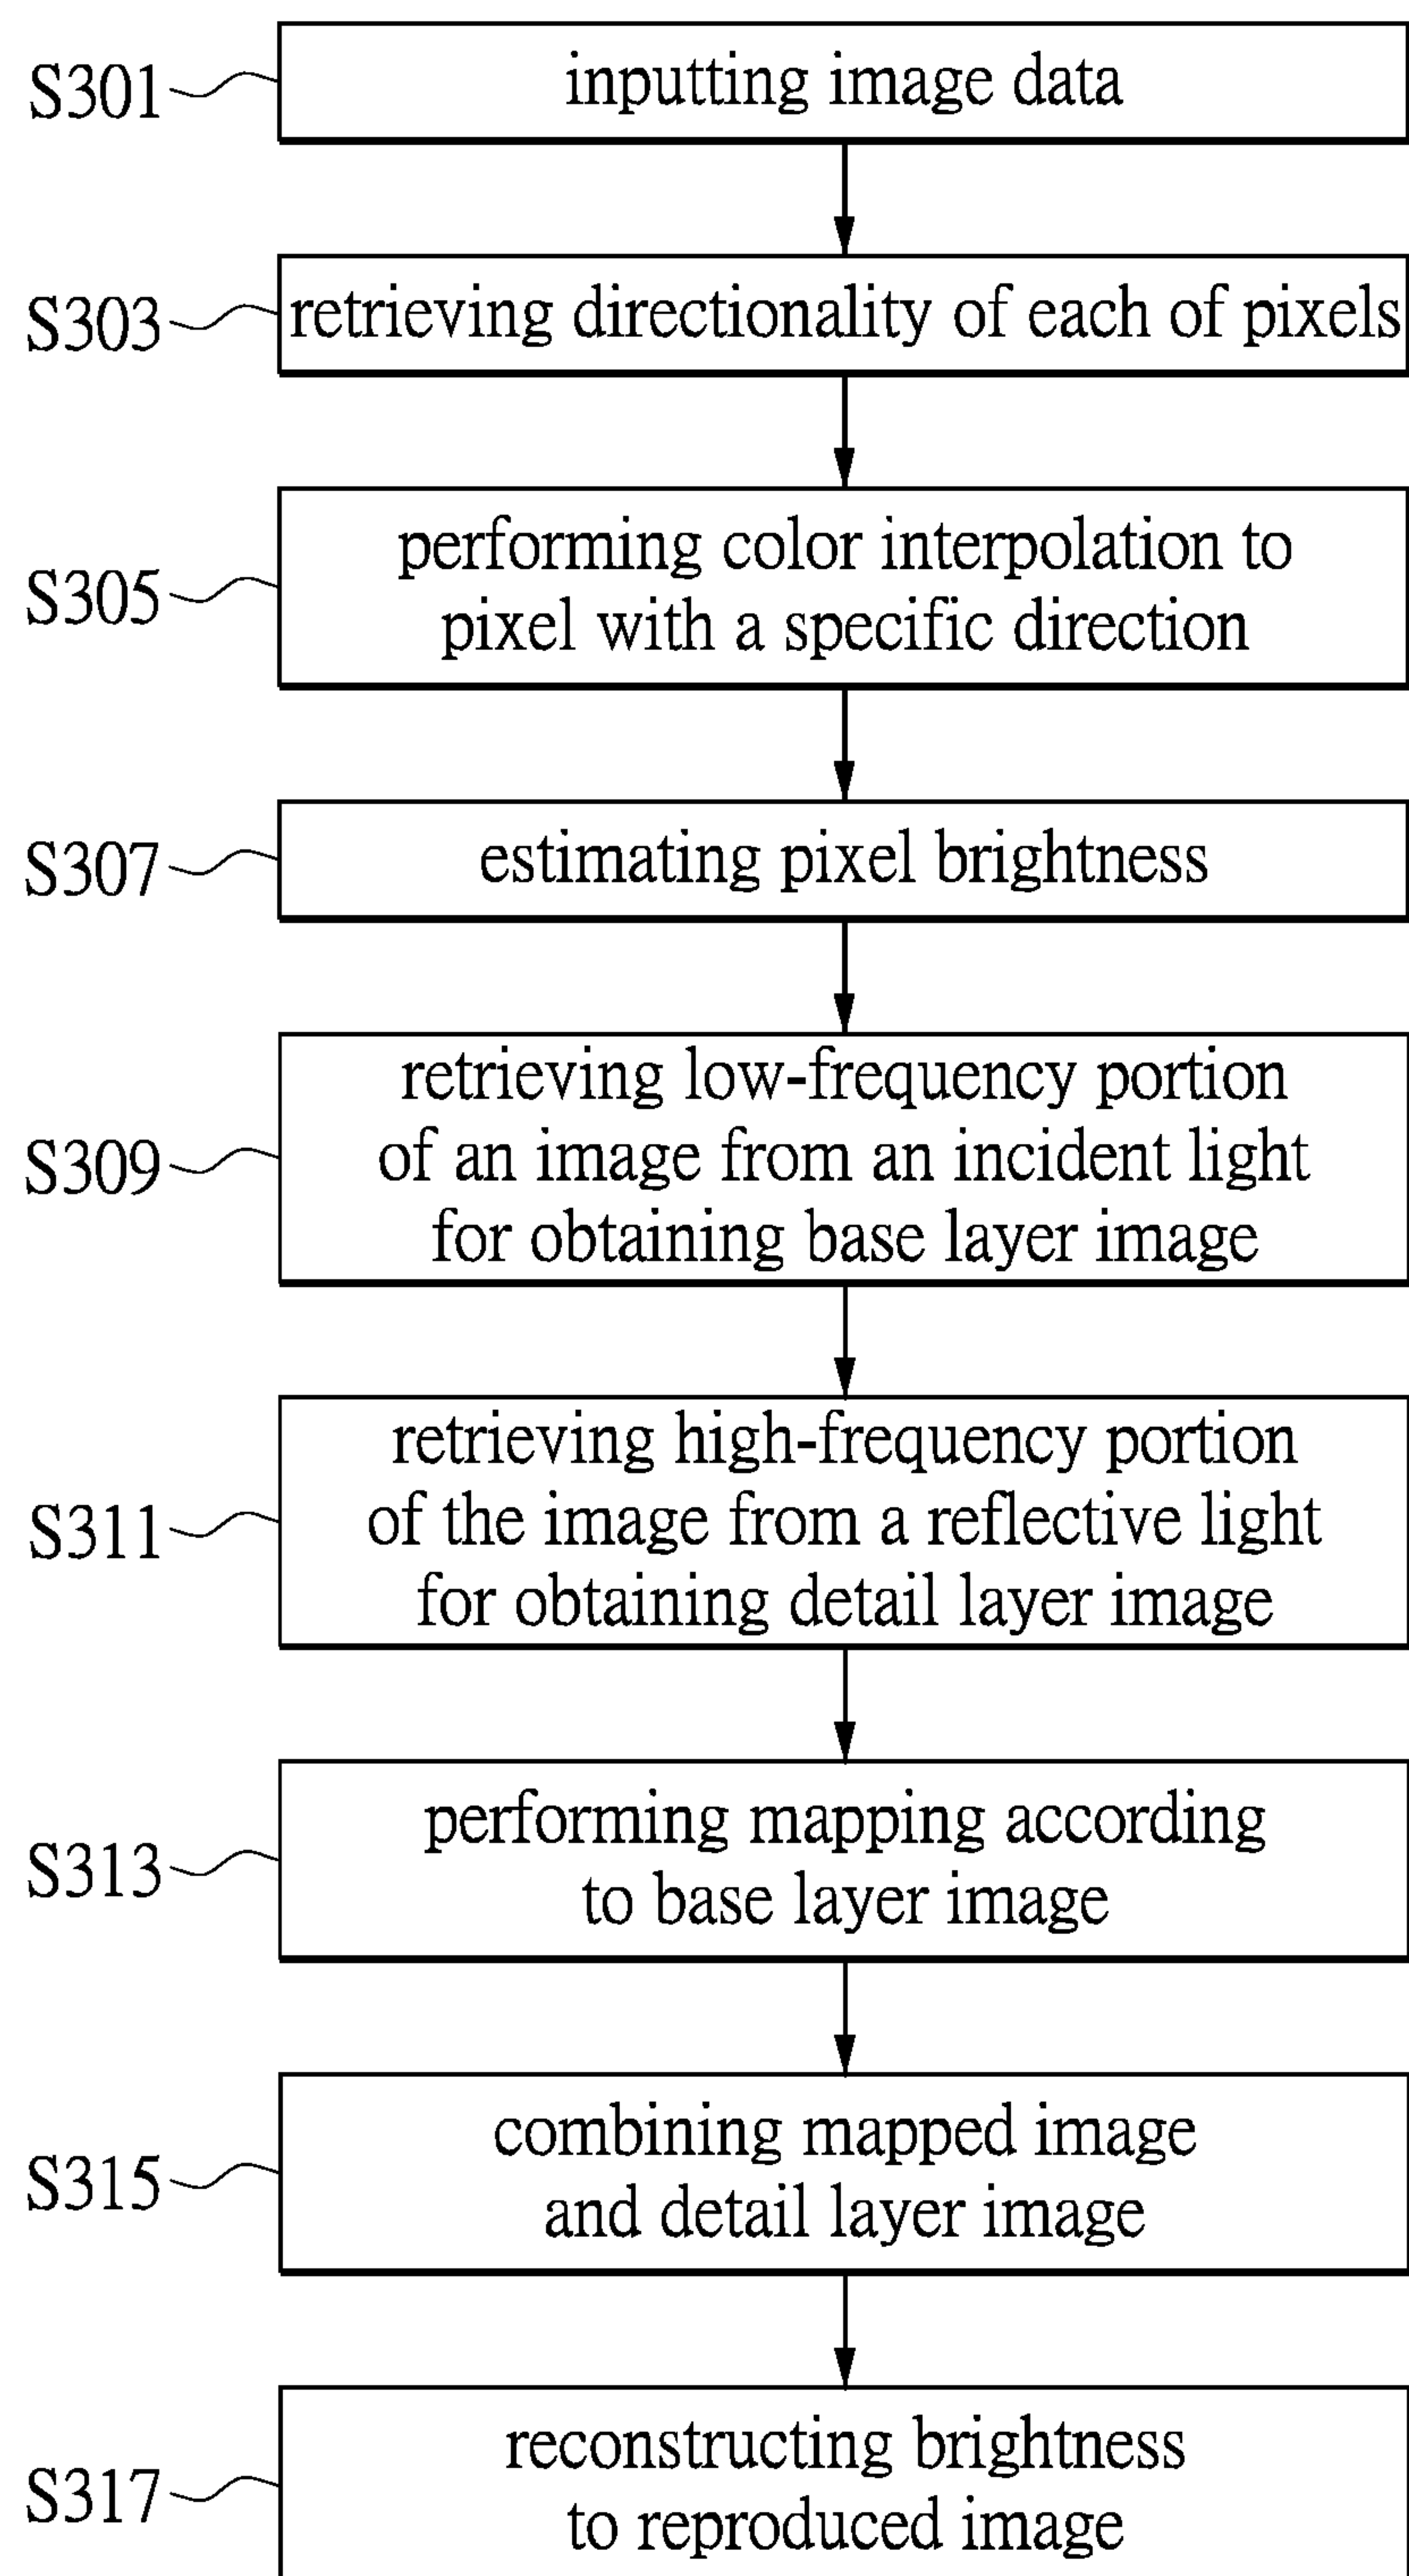 S301
inputting image data
S303
retrieving directionality of each of pixels
S305
performing color interpolation to
pixel with a specific direction
S307
estimating pixel brightness
S309
retrieving low-frequency portion
of an image from an incident light
for obtaining base layer image
S311
retrieving high-frequency portion
of the image from a reflective light
for obtaining detail layer image
S313
performing mapping according
to base layer image
S315
combining mapped image
and detail layer image
S317
reconstructing brightness
to reproduced image